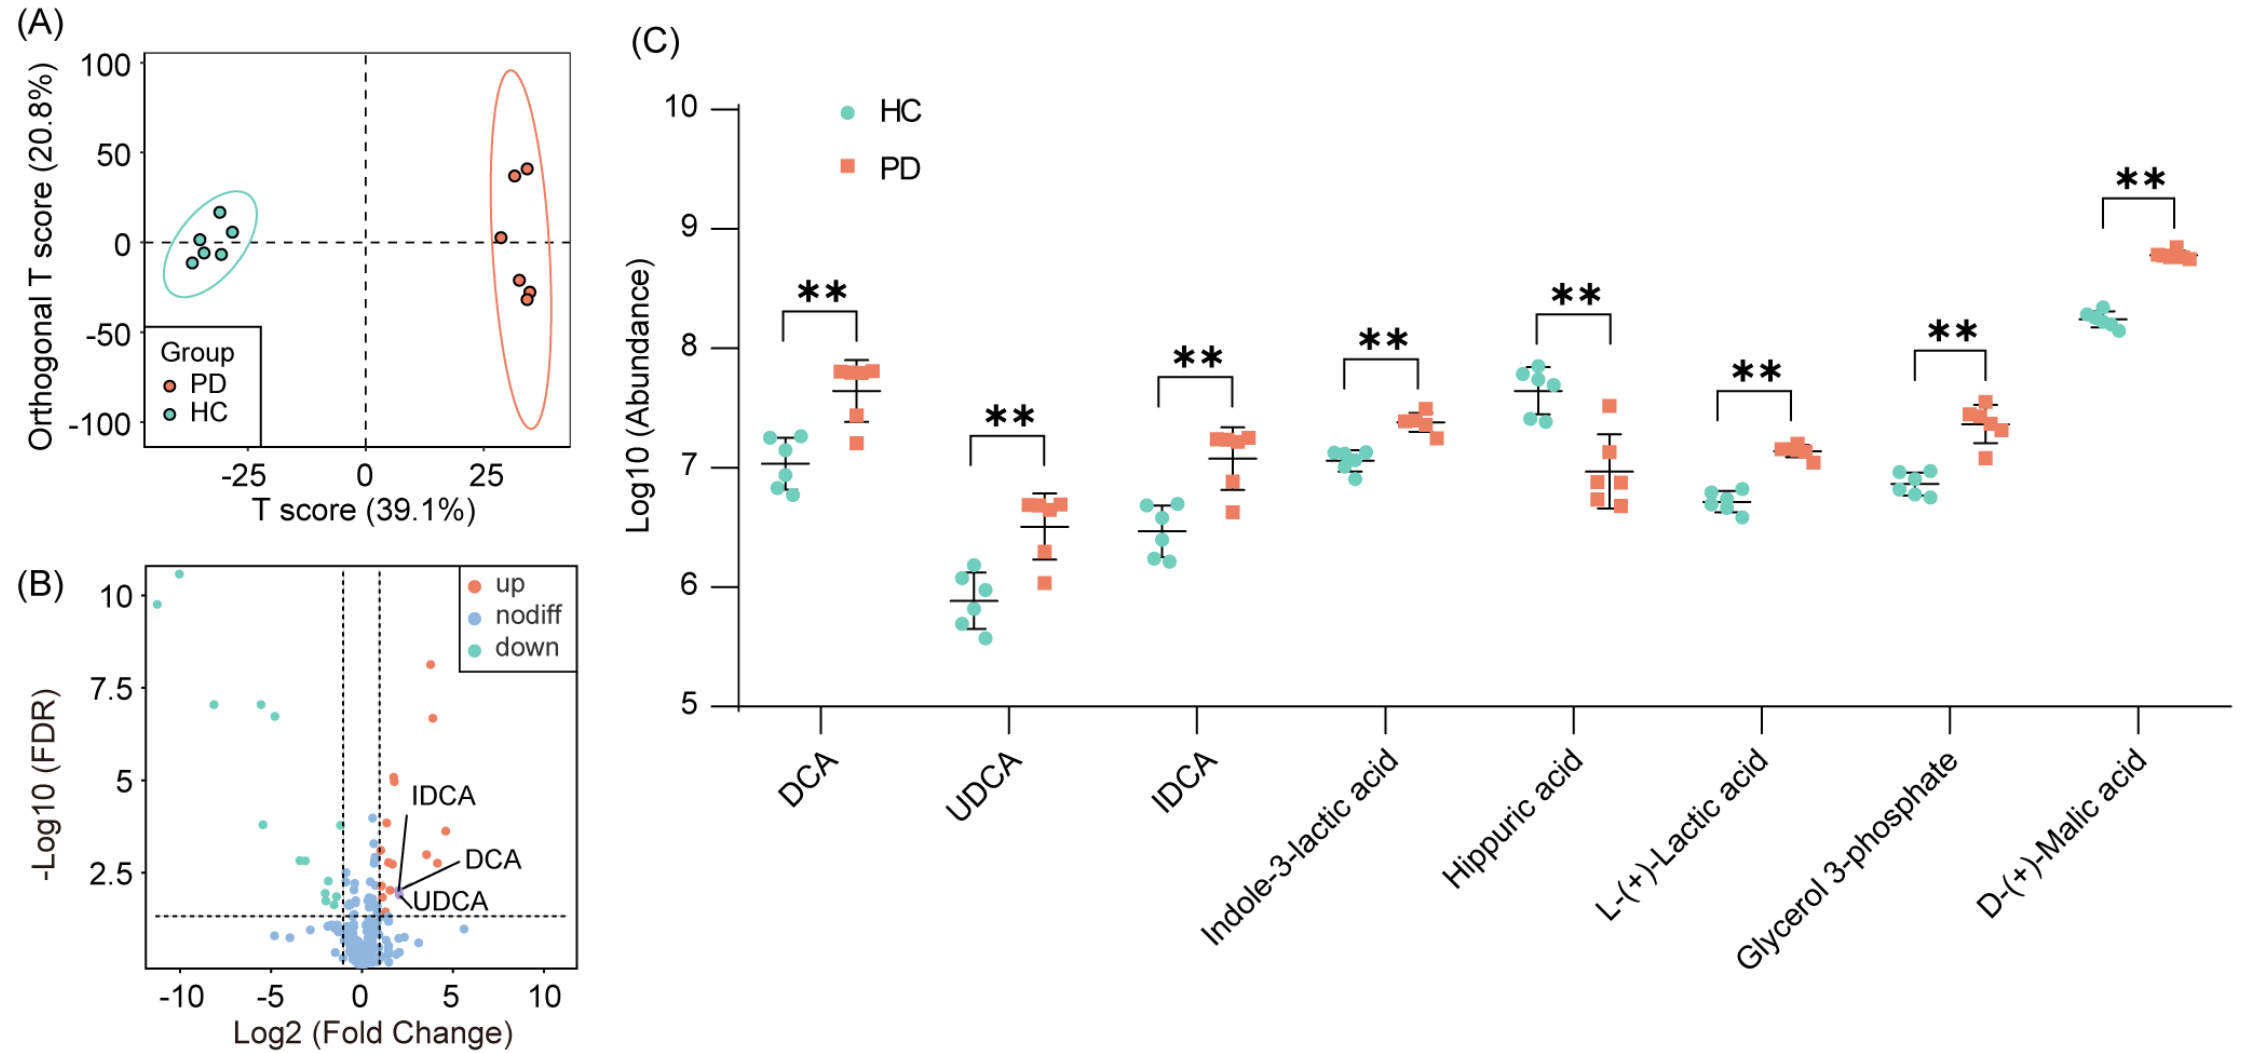 (A)
Orthogonal T score (20.8%)
100
50
0
-50
-100
Group
PD
HC
-25
0
25
T score (39.1%)
(B)
-Log10 (FDR)
10
7.5
5
2.5
up
nodiff
down
IDCA
DCA
UDCA
-10
-5
0
5
10
Log2 (Fold Change)
(C)
Log10 (Abundance)
10
9
8
7
6
5
HC
PD
**
**
**
**
**
**
**
**
DCA
UDCA
IDCA
Indole-3-lactic acid
Hippuric acid
L-(+)-Lactic acid
Glycerol 3-phosphate
D-(+)-Malic acid